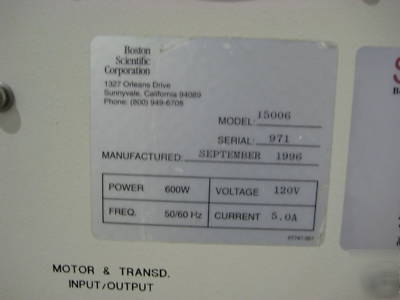 Boston
Scientific
Corporation
1327 Orleans Drive
Sunnyvale, California 94089
Phone: (800) 949-6708
MODEL: I5006
SERIAL: 971
MANUFACTURED: SEPTEMBER 1996
POWER 600W VOLTAGE 120V
FREQ. 50/60 Hz CURRENT 5.0A
MOTOR & TRANSD.
INPUT/OUTPUT